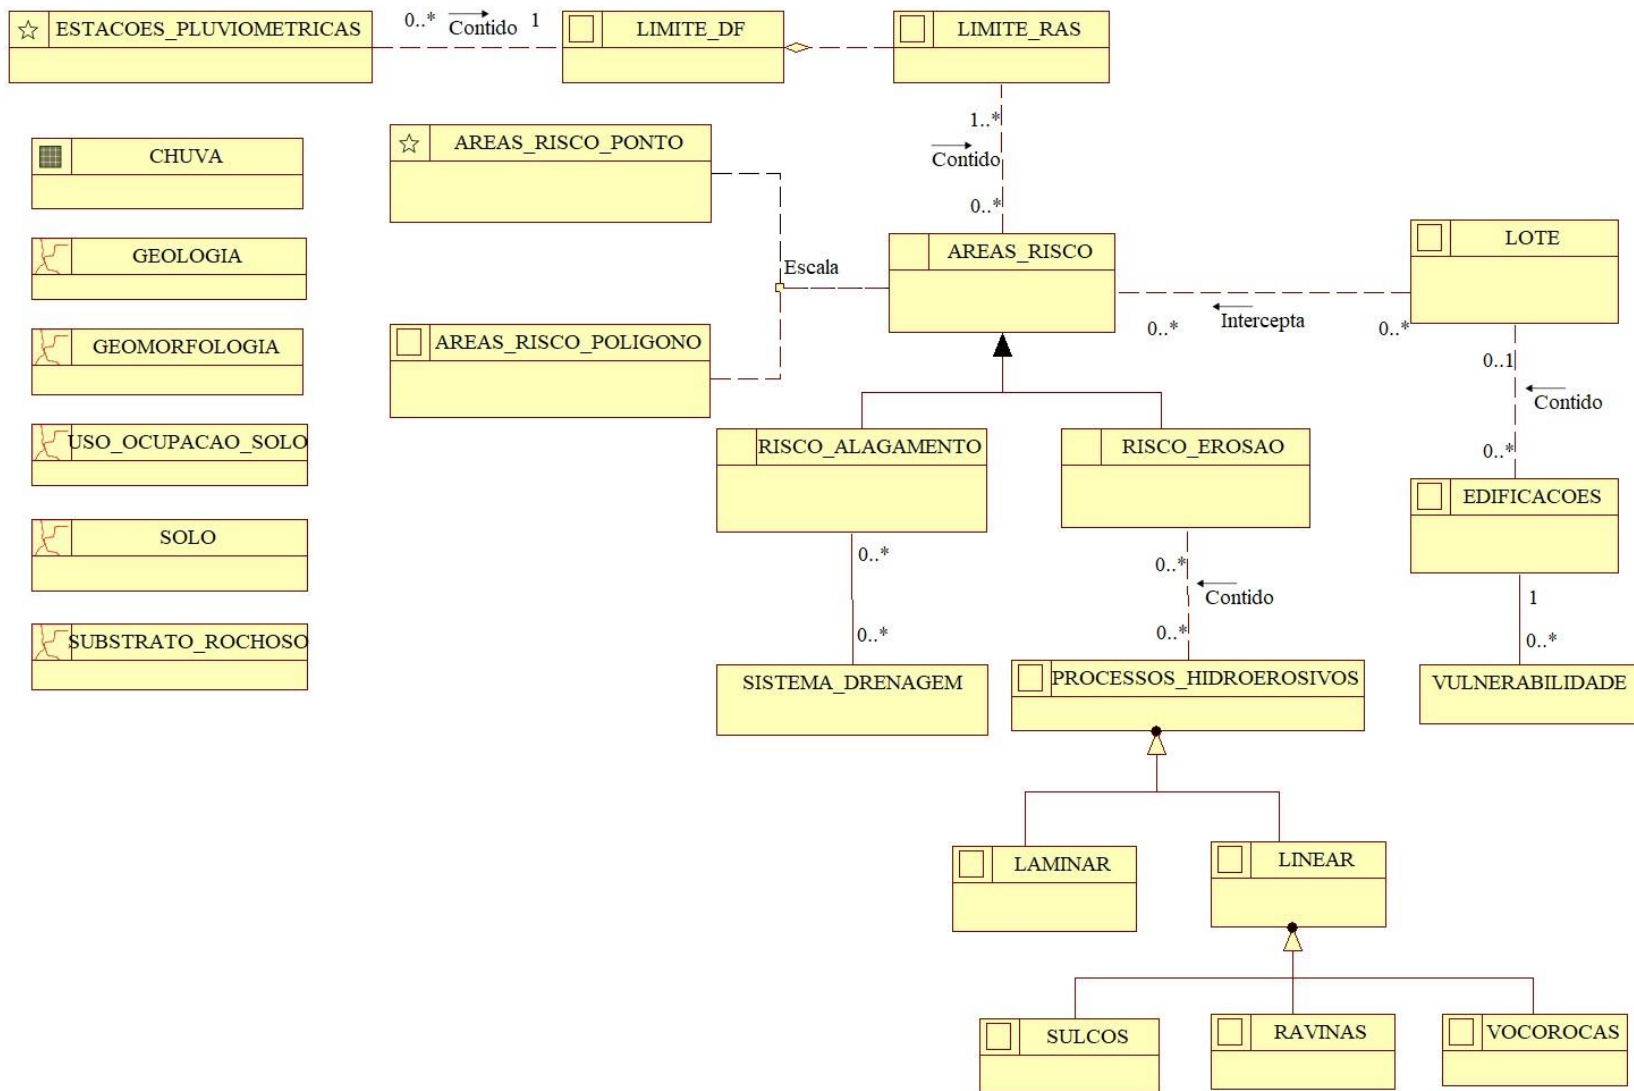 ESTACOES_PLUVIOMETRICAS
0..*
Contido
1
LIMITE_DF
LIMITE_RAS
CHUVA
AREAS_RISCO_PONTO
1..*
Contido
0..*
GEOLOGIA
AREAS_RISCO
LOTE
Escala
GEOMORFOLOGIA
AREAS_RISCO_POLIGONO
0..*
Intercepta
0..*
0..1
Contido
0..*
USO_OCUPACAO_SOLO
RISCO_ALAGAMENTO
RISCO_EROSAO
EDIFICACOES
SOLO
0..*
0..*
Contido
0..*
0..*
1
0..*
SUBSTRATO_ROCHOSO
SISTEMA_DRENAGEM
PROCESSOS_HIDROEROSIVOS
VULNERABILIDADE
LAMINAR
LINEAR
SULCOS
RAVINAS
VOCOROCAS